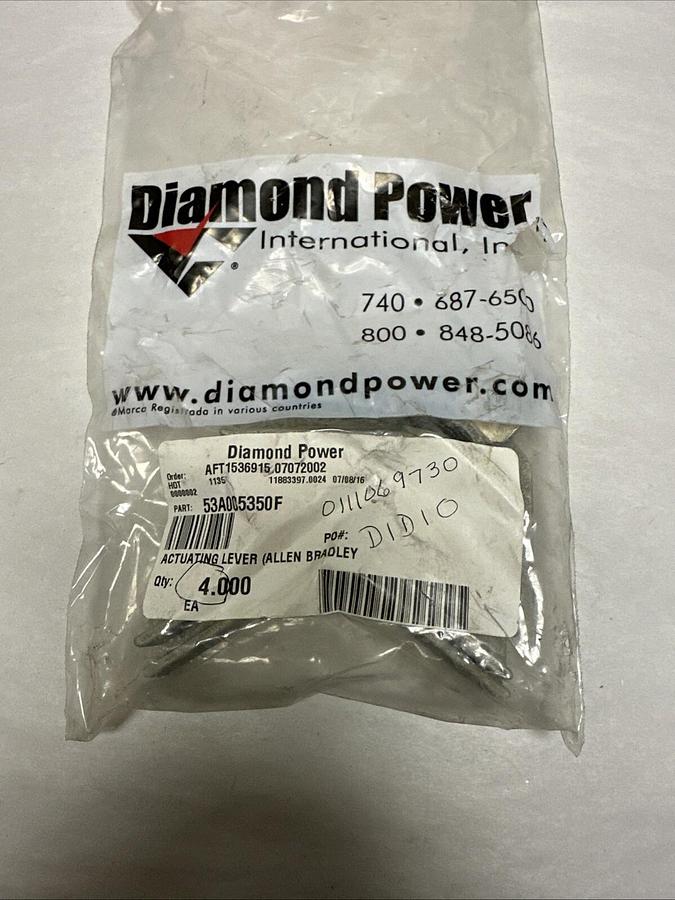 Diamond Power
International, In
®
740 • 687-6500
800 • 848-5086
www.diamondpower.com
®Marca Registrada in various countries
Diamond Power
Order: AFT1536915.07072002
HOT 1135 11883397.0024 07/08/16
0000002
PART: 53A005350F
0111069730
PO#: D1D10
ACTUATING LEVER (ALLEN BRADLEY
Qty: 4.000
EA